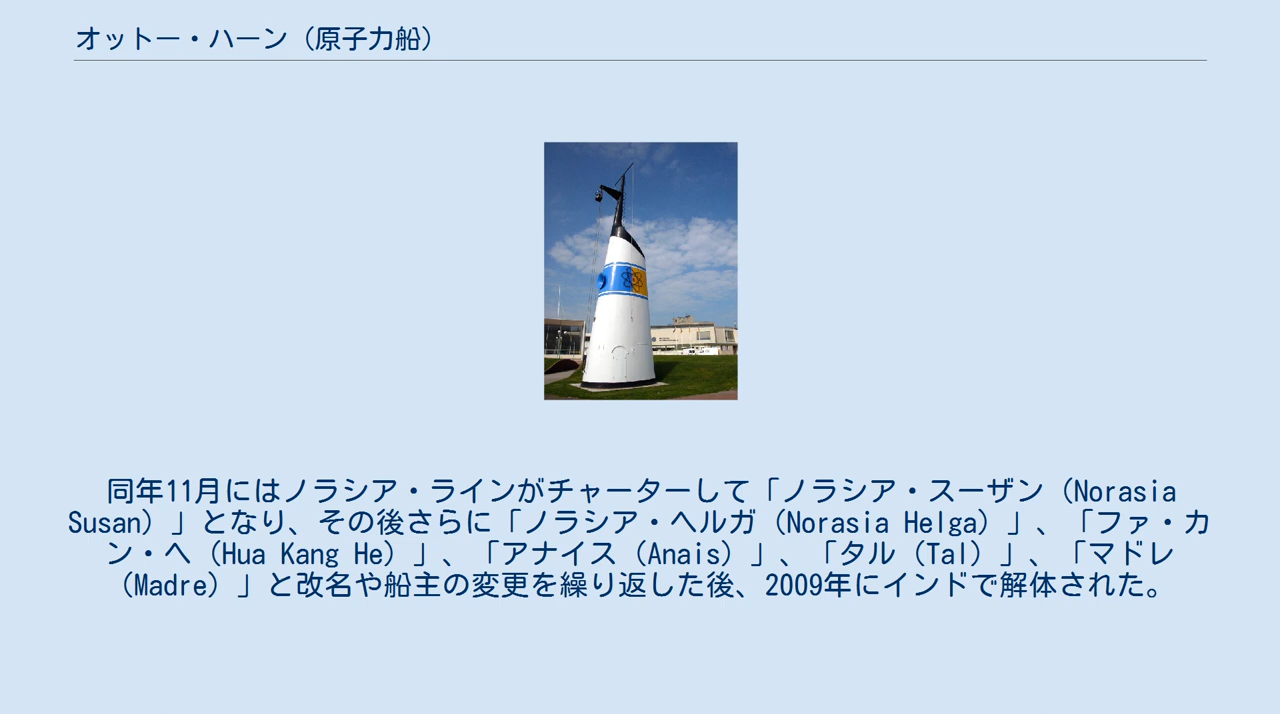 オットー・ハーン（原子力船）
同年11月にはノラシア・ラインがチャーターして「ノラシア・スーザン（Norasia
Susan）」となり、その後さらに「ノラシア・ヘルガ（Norasia Helga）」、「ファ・カ
ン・ヘ（Hua Kang He）」、「アナイス（Anais）」、「タル（Tal）」、「マドレ
（Madre）」と改名や船主の変更を繰り返した後、2009年にインドで解体された。